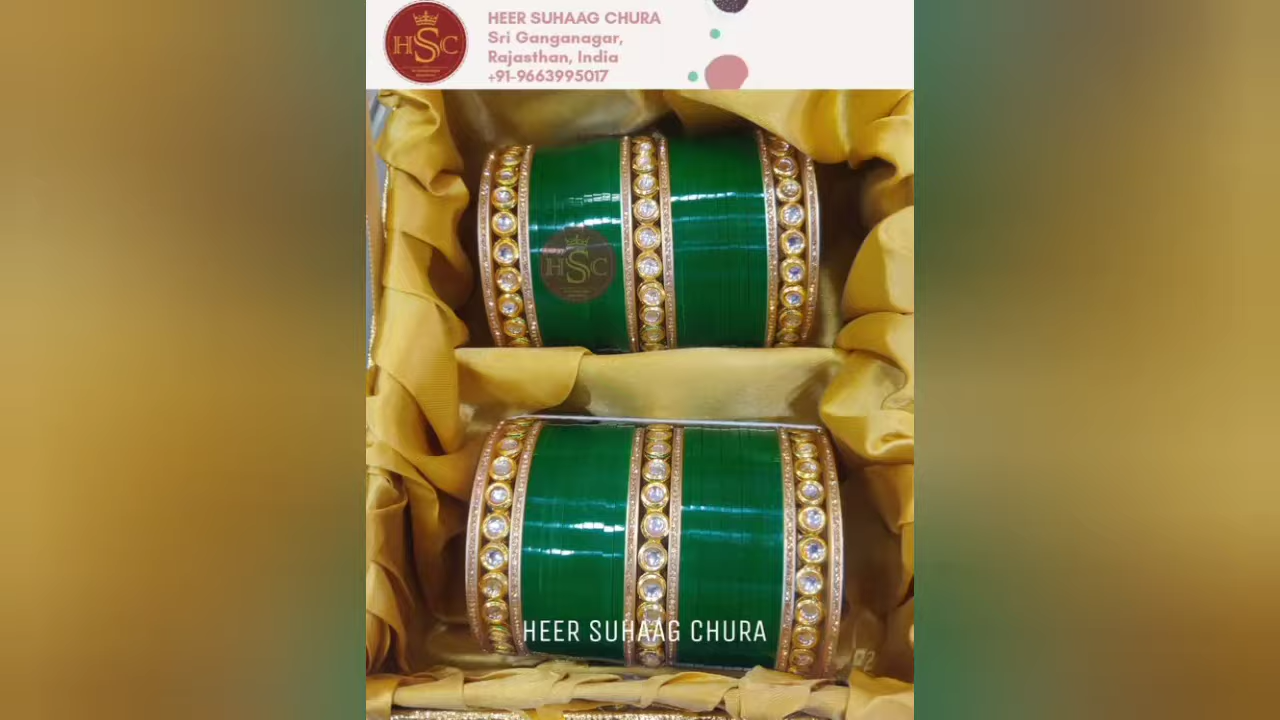 HSC
HEER SUHAAG CHURA
Sri Ganganagar,
Rajasthan, India
+91-9663995017
HSC
HEER SUHAAG CHURA